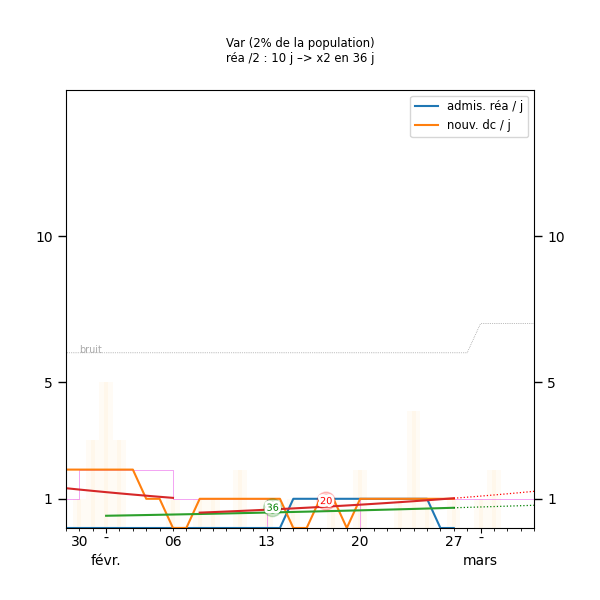 Var (2% de la population)
réa /2 : 10 j –> x2 en 36 j
admis. réa / j
nouv. dc / j
10
10
bruit
5
5
20
36
1
1
30
06
13
20
27
févr.
mars